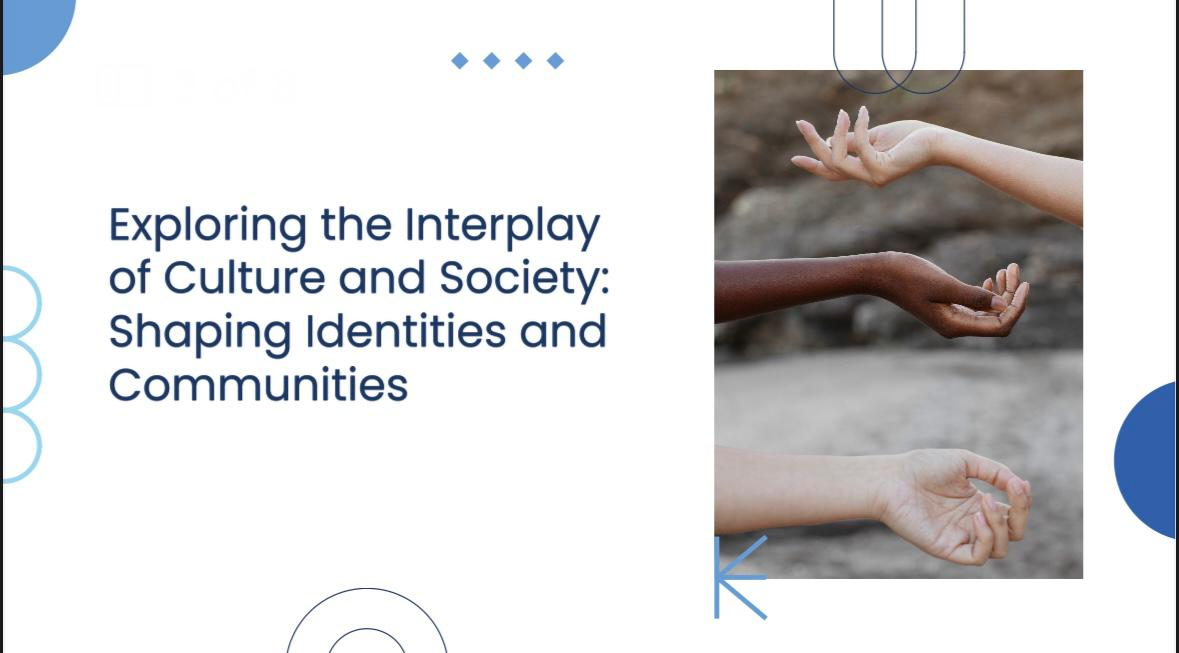 Exploring the Interplay
of Culture and Society:
Shaping Identities and
Communities